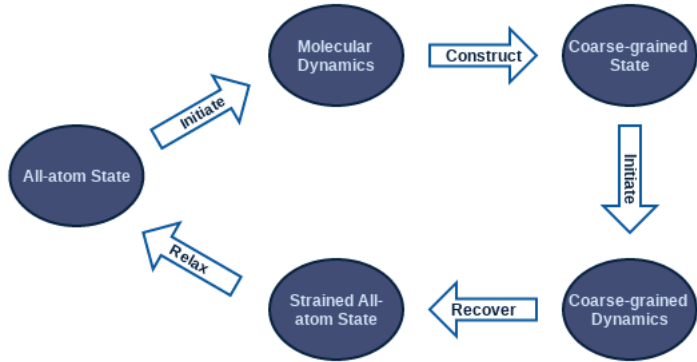 Molecular
Dynamics
Construct
Coarse-grained
State
Initiate
All-atom State
Initiate
Relax
Strained All-
atom State
Recover
Coarse-grained
Dynamics